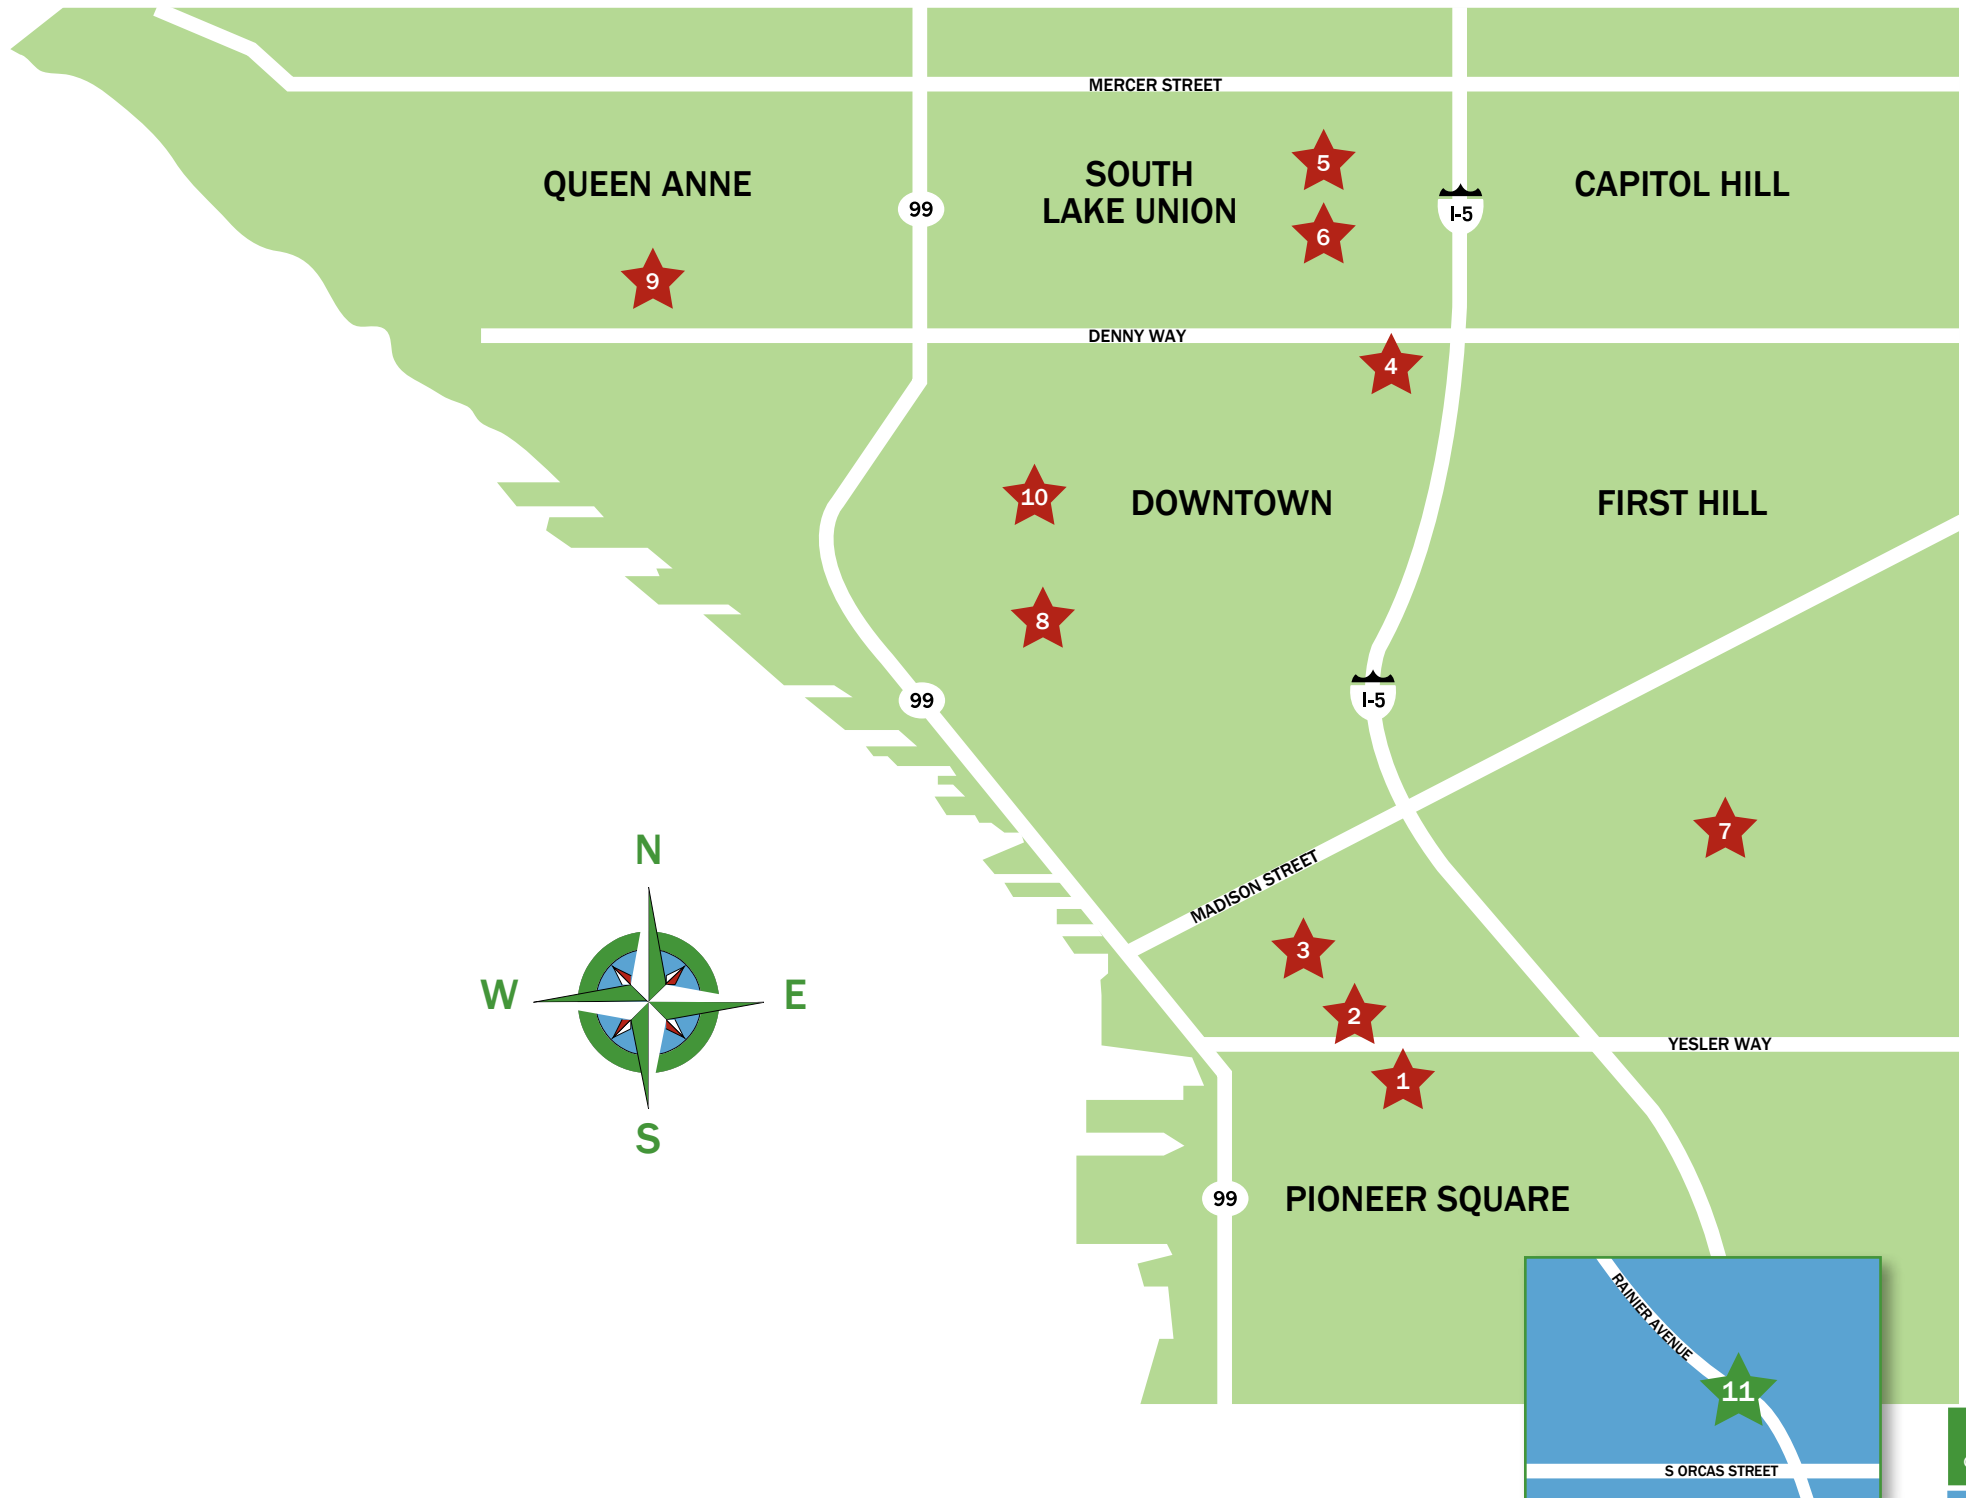 MERCER STREET
5
SOUTH
LAKE UNION
QUEEN ANNE
CAPITOL HILL
99
I-5
6
9
DENNY WAY
4
10
DOWNTOWN
FIRST HILL
8
99
I-5
7
MADISON STREET
N
3
W
E
2
YESLER WAY
1
S
99
PIONEER SQUARE
RAINIER AVENUE
11
S ORCAS STREET